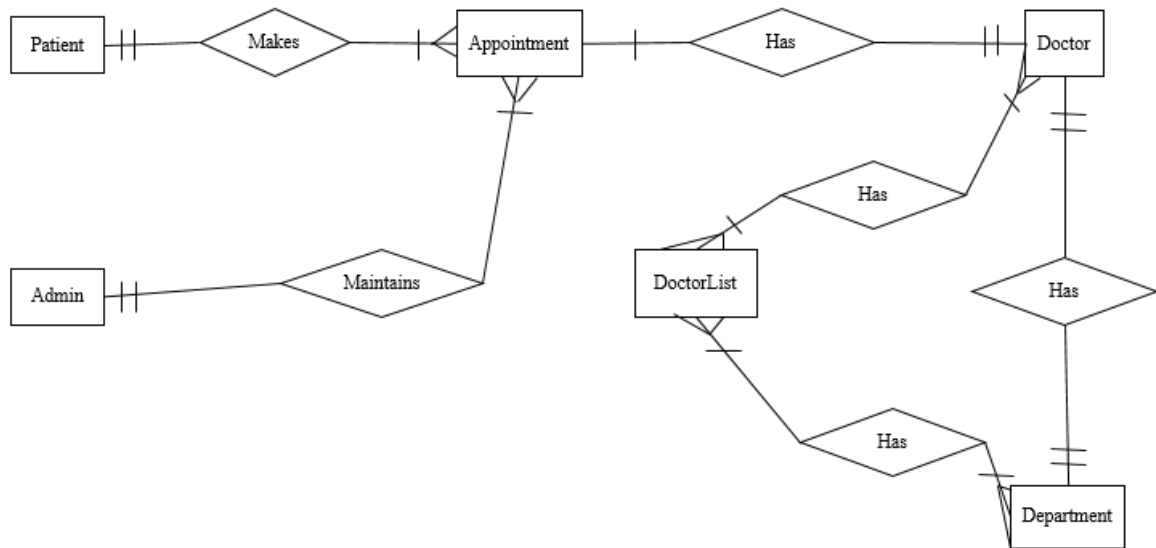 Patient
Makes
Appointment
Has
Doctor
Has
Admin
Maintains
DoctorList
Has
Has
Department